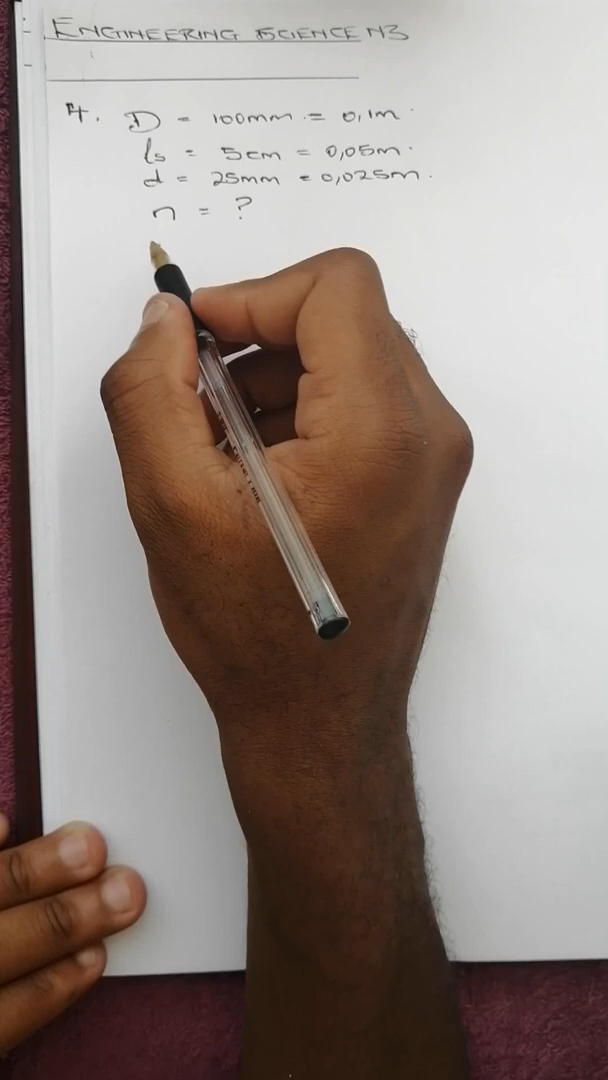 ENGINEERING SCIENCE N3
4. D = 100mm = 0,1m.
ls = 5cm = 0,05m.
d = 25mm = 0,025m.
n = ?